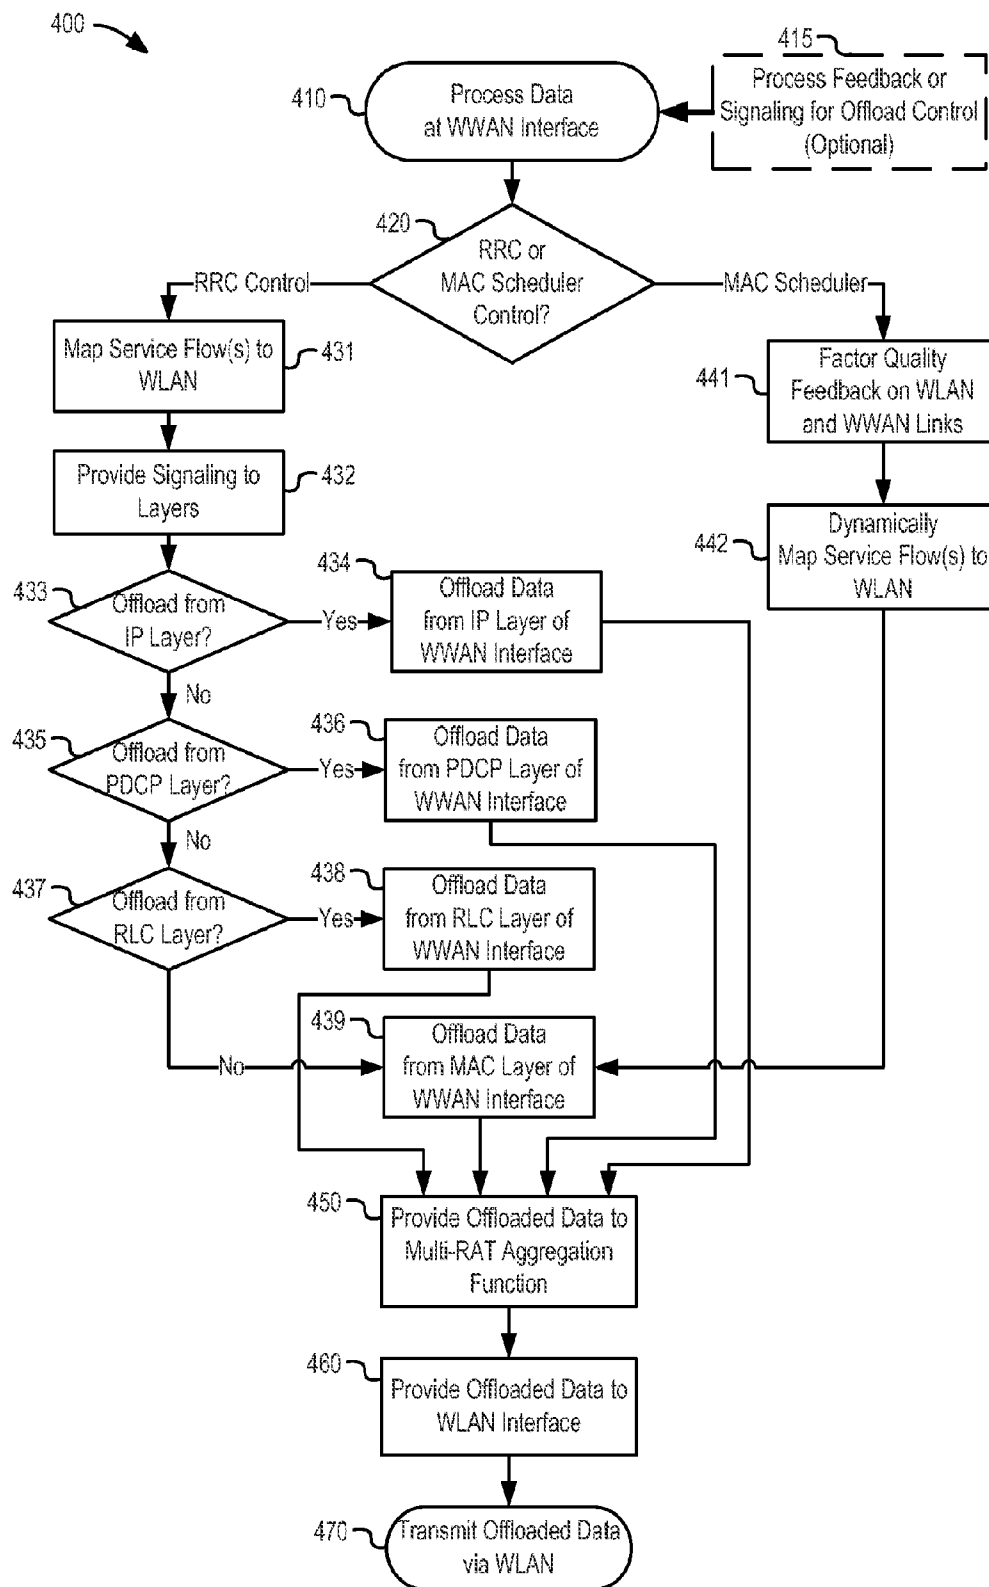 400
415
Process Feedback or
Signaling for Offload Control
(Optional)
410
Process Data
at WWAN Interface
420
RRC or
MAC Scheduler
Control?
RRC Control
MAC Scheduler
Map Service Flow(s) to
WLAN
431
441
Factor Quality
Feedback on WLAN
and WWAN Links
Provide Signaling to
Layers
432
442
Dynamically
Map Service Flow(s) to
WLAN
433
Offload from
IP Layer?
Yes
434
Offload Data
from IP Layer of
WWAN Interface
No
435
Offload from
PDCP Layer?
Yes
436
Offload Data
from PDCP Layer of
WWAN Interface
No
437
Offload from
RLC Layer?
Yes
438
Offload Data
from RLC Layer of
WWAN Interface
No
439
Offload Data
from MAC Layer of
WWAN Interface
450
Provide Offloaded Data to
Multi-RAT Aggregation
Function
460
Provide Offloaded Data to
WLAN Interface
470
Transmit Offloaded Data
via WLAN